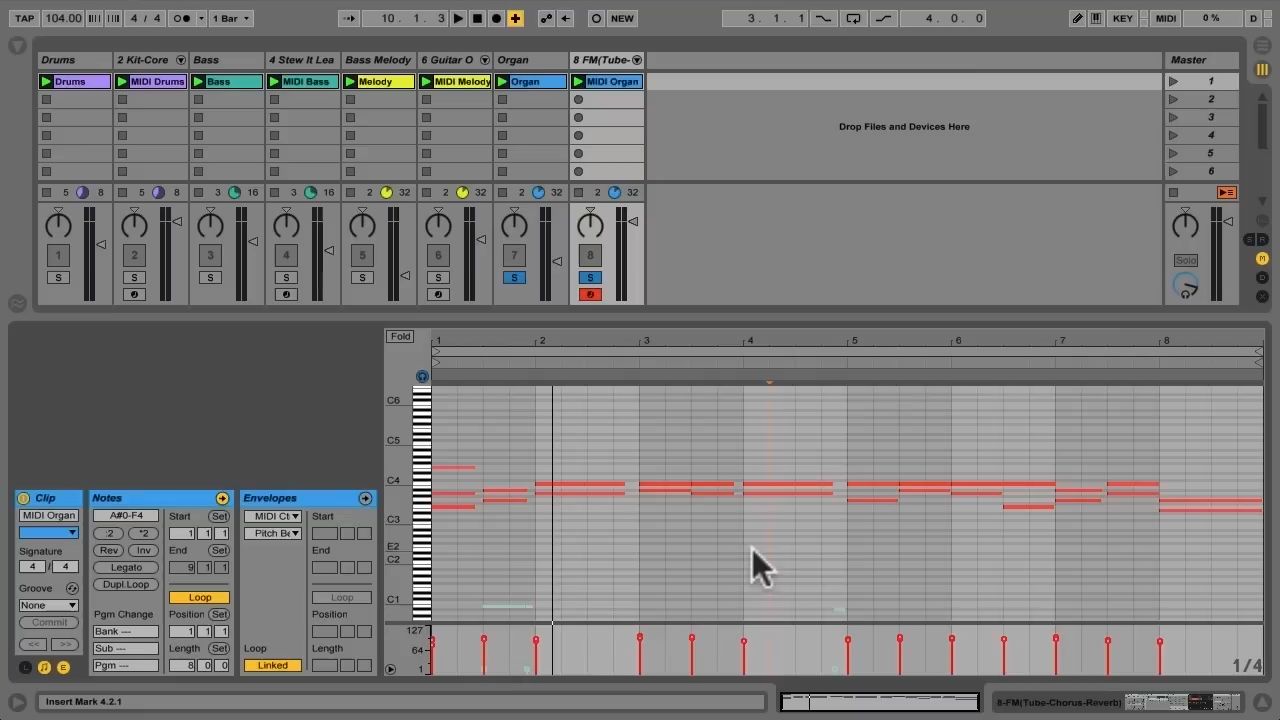 TAP 104.00 4 / 4 1 Bar 10 . 1 . 3 NEW 3 . 1 . 1 4 . 0 . 0 KEY MIDI 0 % D
Drums 2 Kit-Core Bass 4 Stew It Lea Bass Melody 6 Guitar O Organ 8 FM(Tube- Master
Drums MIDI Drums Bass MIDI Bass Melody MIDI Melody Organ MIDI Organ 1
2
3
Drop Files and Devices Here
4
5
6
5 8 5 8 3 16 3 16 2 32 2 32 2 32 2 32
S R
1 2 3 4 5 6 7 8 Solo
M
S S S S S S S S
D
Fold 1 2 3 4 5 6 7 8
C6
C5
C4
C3
E2
C2
C1
127
64
1
1/4
Clip Notes Envelopes
MIDI Organ A#0-F4 Start Set MIDI Ct Start
:2 *2 1 1 1 Pitch Be
Signature Rev Inv End Set End
4 / 4 Legato 9 1 1
Groove Dupl.Loop
None Pgm Change Loop Loop
Commit Bank --- Position Set Position
<< >> Sub --- 1 1 1
Length Set Loop Length
L E Pgm --- 8 0 0 Linked
Insert Mark 4.2.1 8-FM(Tube-Chorus-Reverb)